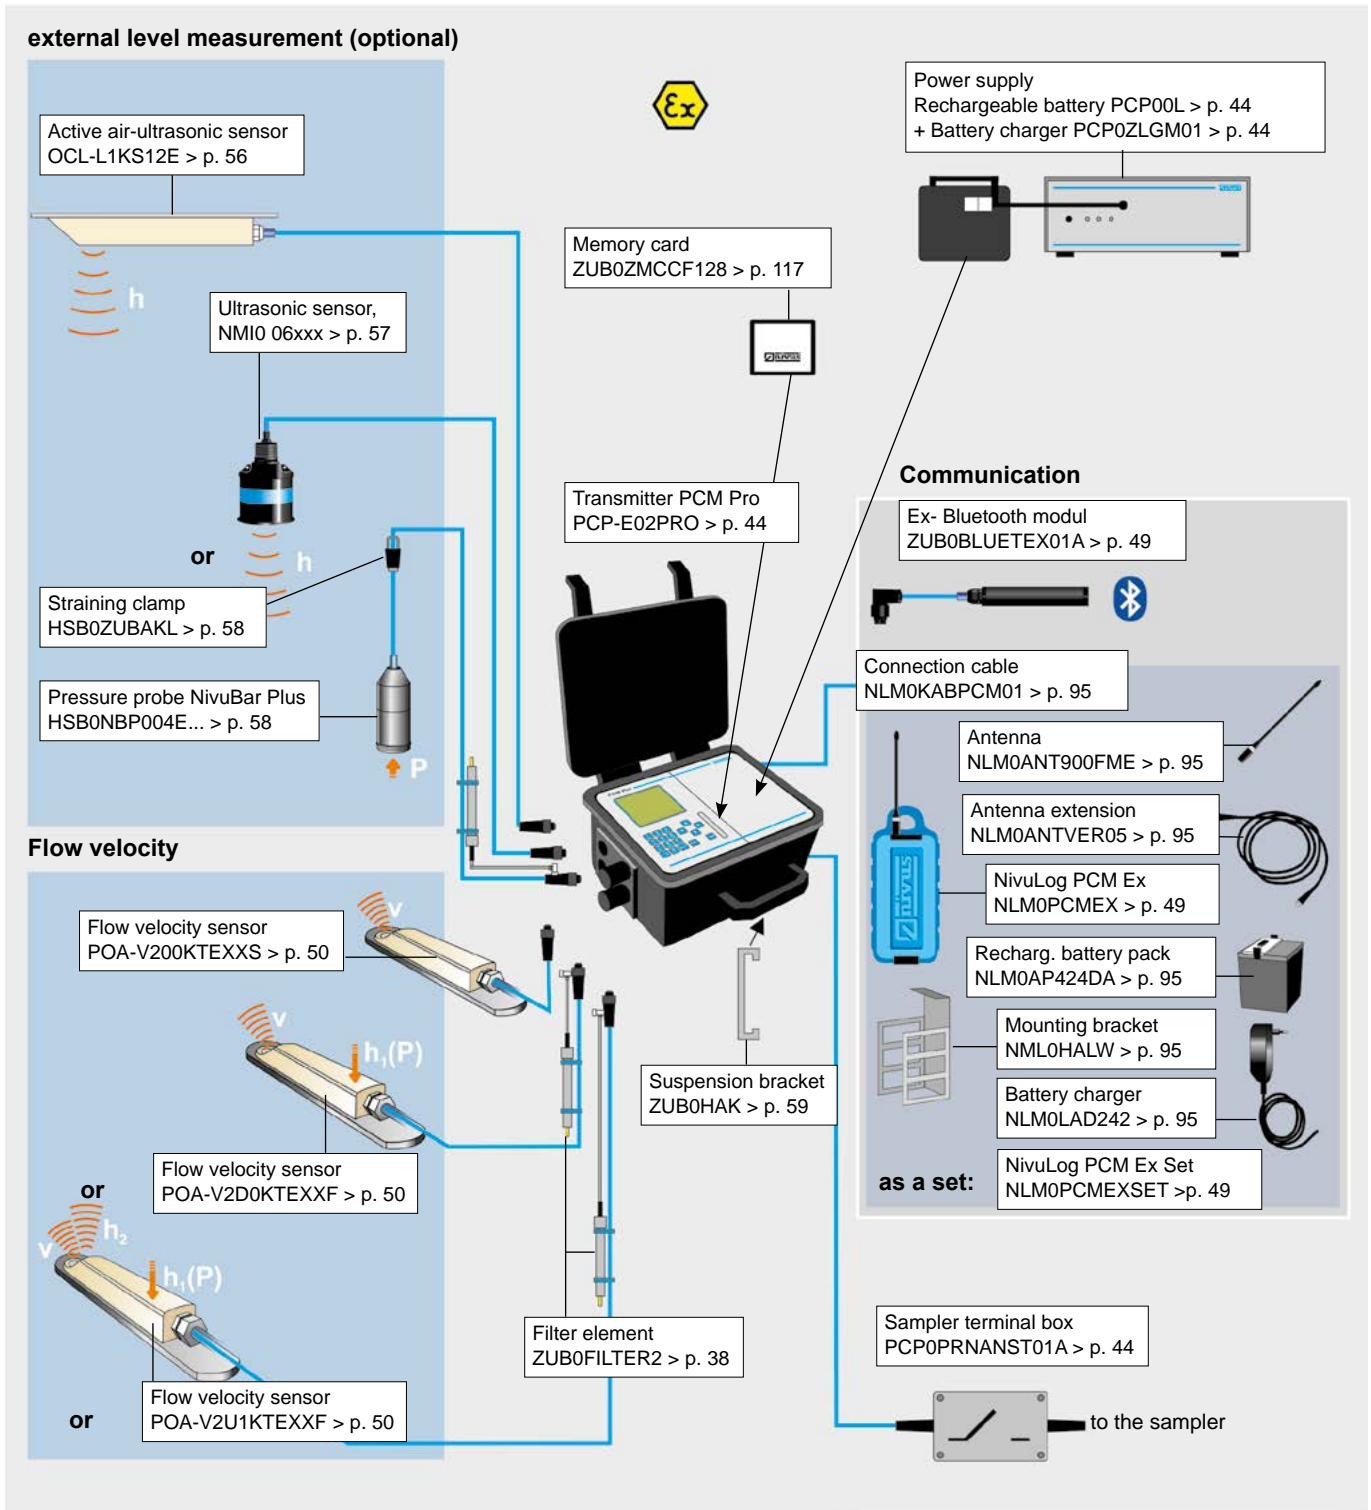 external level measurement (optional)
Active air-ultrasonic sensor
OCL-L1KS12E > p. 56
h
Ultrasonic sensor,
NMI0 06xxx > p. 57
or
h
Straining clamp
HSB0ZUBAKL > p. 58
Pressure probe NivuBar Plus
HSB0NBP004E... > p. 58
P
εx
Power supply
Rechargeable battery PCP00L > p. 44
+ Battery charger PCP0ZLGM01 > p. 44
nivus
Memory card
ZUB0ZMCCF128 > p. 117
nivus
Transmitter PCM Pro
PCP-E02PRO > p. 44
PCM Pro
Communication
Ex- Bluetooth modul
ZUB0BLUETEX01A > p. 49
Connection cable
NLM0KABPCM01 > p. 95
Antenna
NLM0ANT900FME > p. 95
Antenna extension
NLM0ANTVER05 > p. 95
nivus
NivuLog PCM Ex
NLM0PCMEX > p. 49
Recharg. battery pack
NLM0AP424DA > p. 95
Mounting bracket
NML0HALW > p. 95
Battery charger
NLM0LAD242 > p. 95
as a set:
NivuLog PCM Ex Set
NLM0PCMEXSET >p. 49
Flow velocity
v
Flow velocity sensor
POA-V200KTEXXS > p. 50
v
h1(P)
Flow velocity sensor
POA-V2D0KTEXXF > p. 50
or
v
h2
h1(P)
Flow velocity sensor
POA-V2U1KTEXXF > p. 50
or
Suspension bracket
ZUB0HAK > p. 59
Filter element
ZUB0FILTER2 > p. 38
Sampler terminal box
PCP0PRNANST01A > p. 44
to the sampler